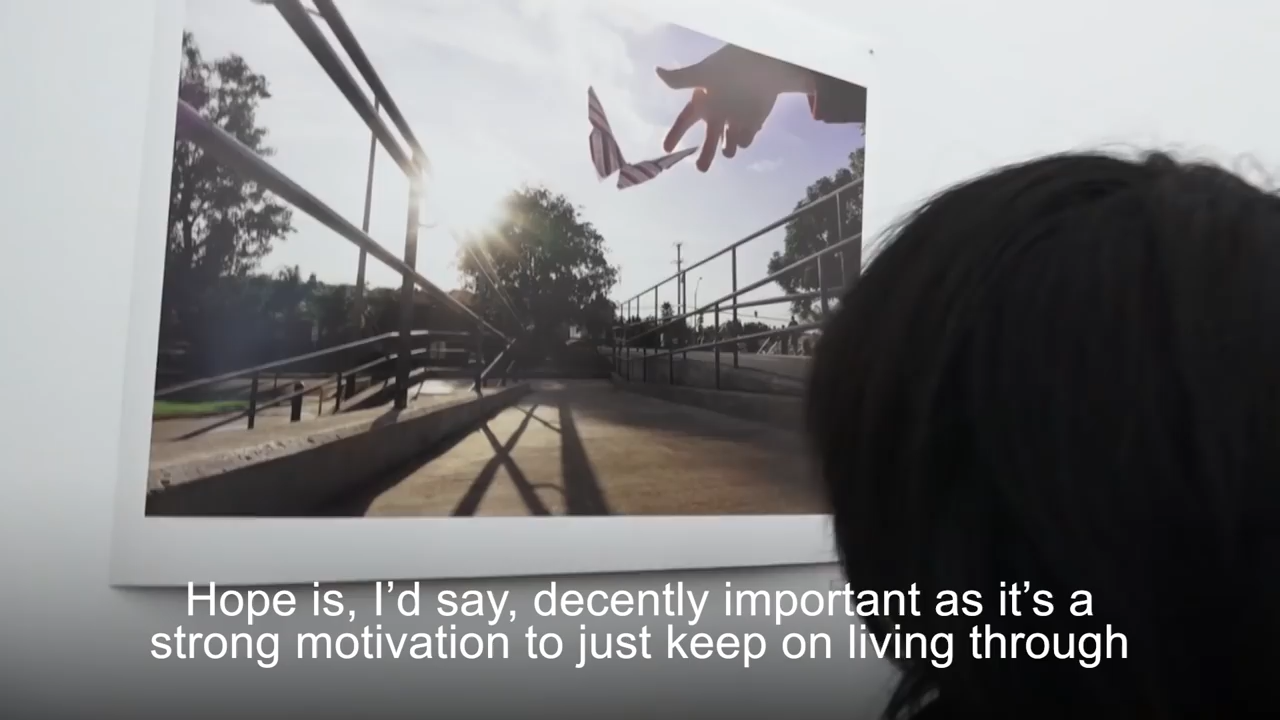 Hope is, I’d say, decently important as it’s a
strong motivation to just keep on living through